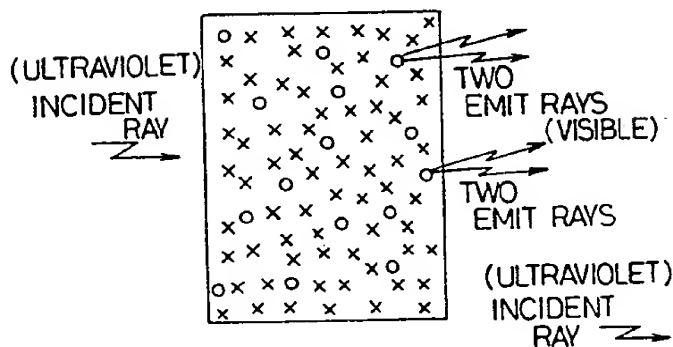 (ULTRAVIOLET)
INCIDENT
RAY
TWO
EMIT RAYS
(VISIBLE)
TWO
EMIT RAYS
(ULTRAVIOLET)
INCIDENT
RAY